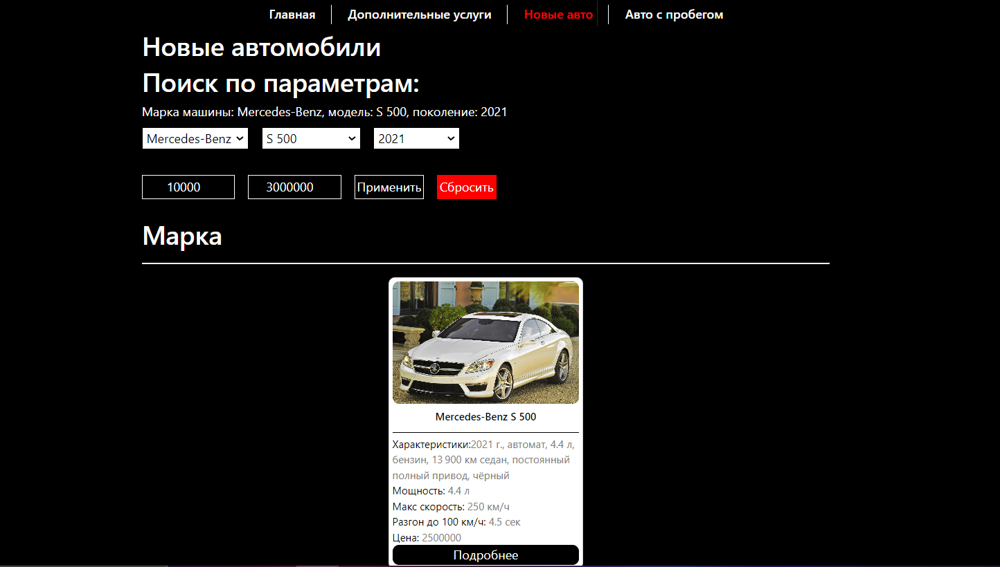 Главная Дополнительные услуги Новые авто Авто с пробегом
Новые автомобили
Поиск по параметрам:
Марка машины: Mercedes-Benz, модель: S 500, поколение: 2021
Mercedes-Benz S 500 2021
10000 3000000 Применить Сбросить
Марка
Mercedes-Benz S 500
Характеристики:2021 г., автомат, 4.4 л,
бензин, 13 900 км седан, постоянный
полный привод, чёрный
Мощность: 4.4 л
Макс скорость: 250 км/ч
Разгон до 100 км/ч: 4.5 сек
Цена: 2500000
Подробнее